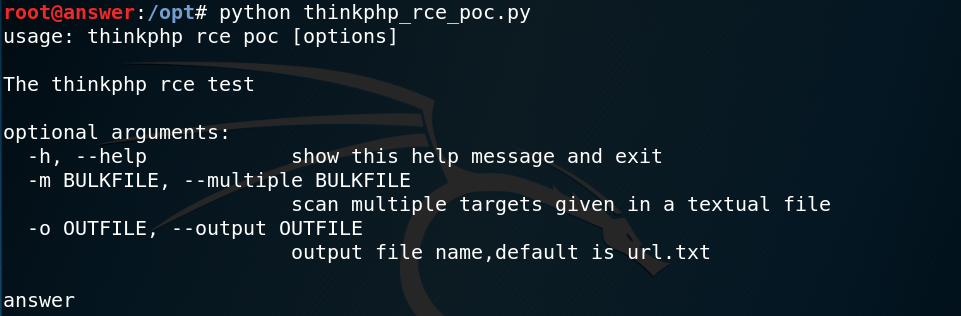 root@answer:/opt# python thinkphp_rce_poc.py
usage: thinkphp rce poc [options]
The thinkphp rce test
optional arguments:
-h, --help show this help message and exit
-m BULKFILE, --multiple BULKFILE
scan multiple targets given in a textual file
-o OUTFILE, --output OUTFILE
output file name,default is url.txt
answer